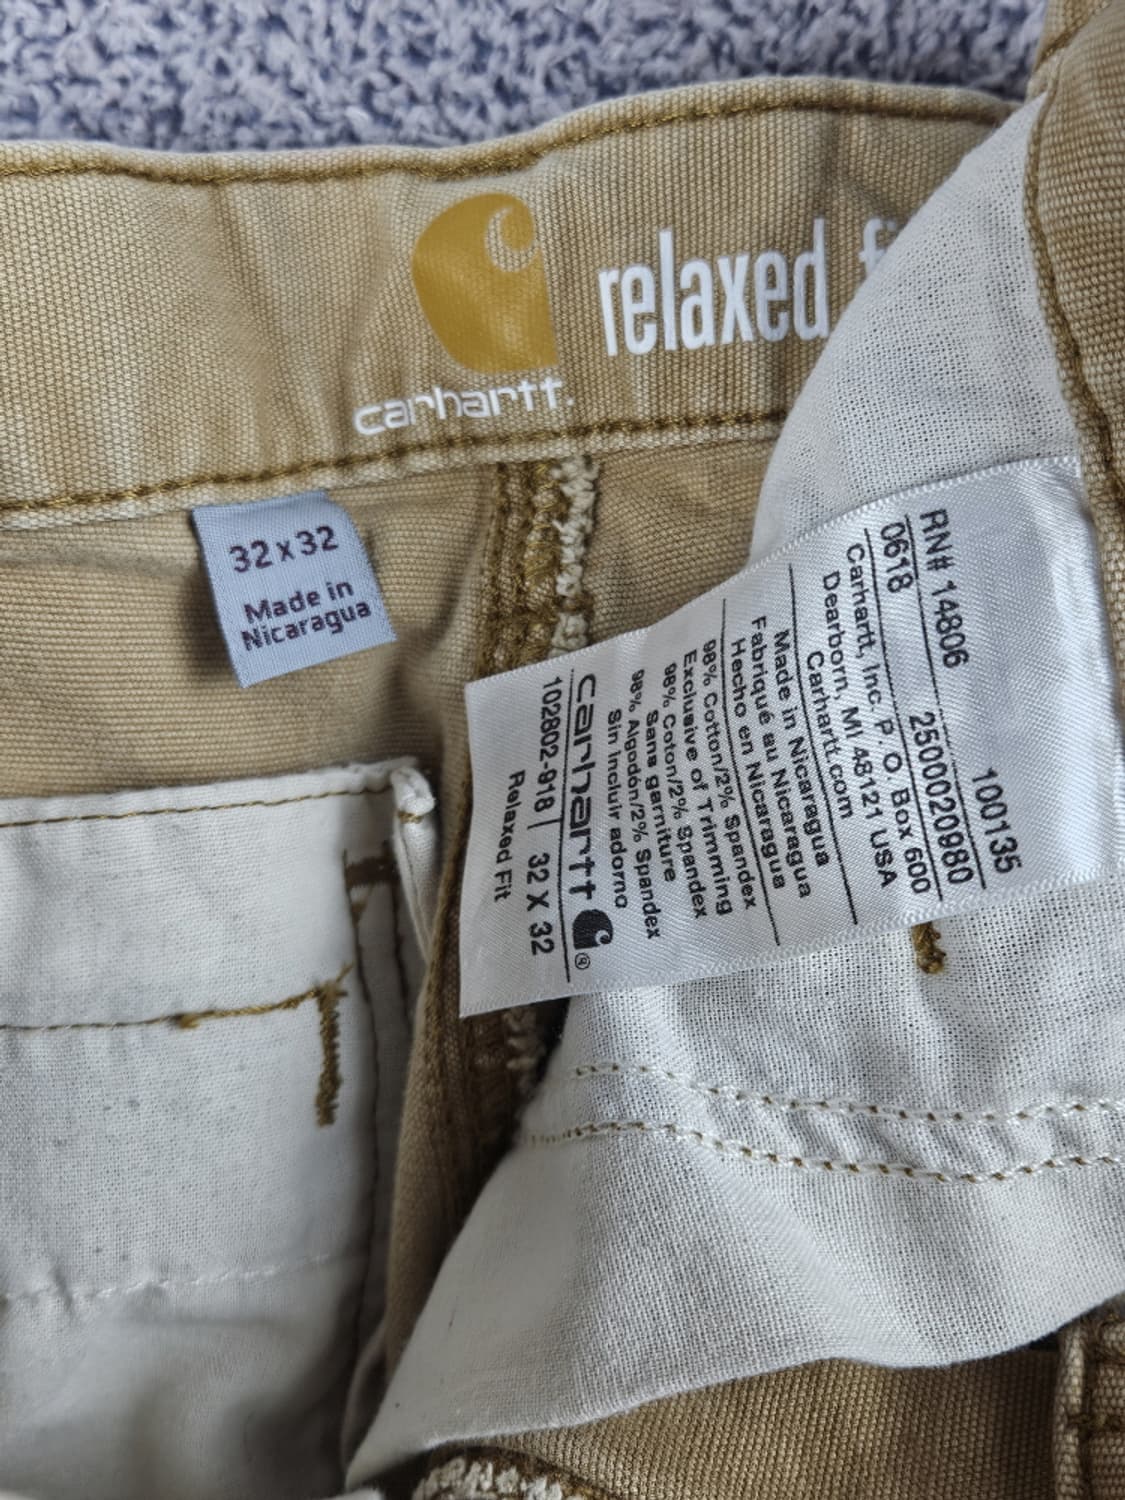 relaxed
carhartt.
32 x 32
Made in
Nicaragua
RN# 14806 100135
0618 2500020980
Carhartt, Inc. P.O. Box 600
Dearborn, MI 48121 USA
Carhartt.com
Made in Nicaragua
Fabriqué au Nicaragua
Hecho en Nicaragua
98% Cotton/2% Spandex
Exclusive of Trimming
98% Coton/2% Spandex
Sans garniture
98% Algodón/2% Spandex
Sin incluir adorno
carhartt ®
102802-918 | 32 X 32
Relaxed Fit